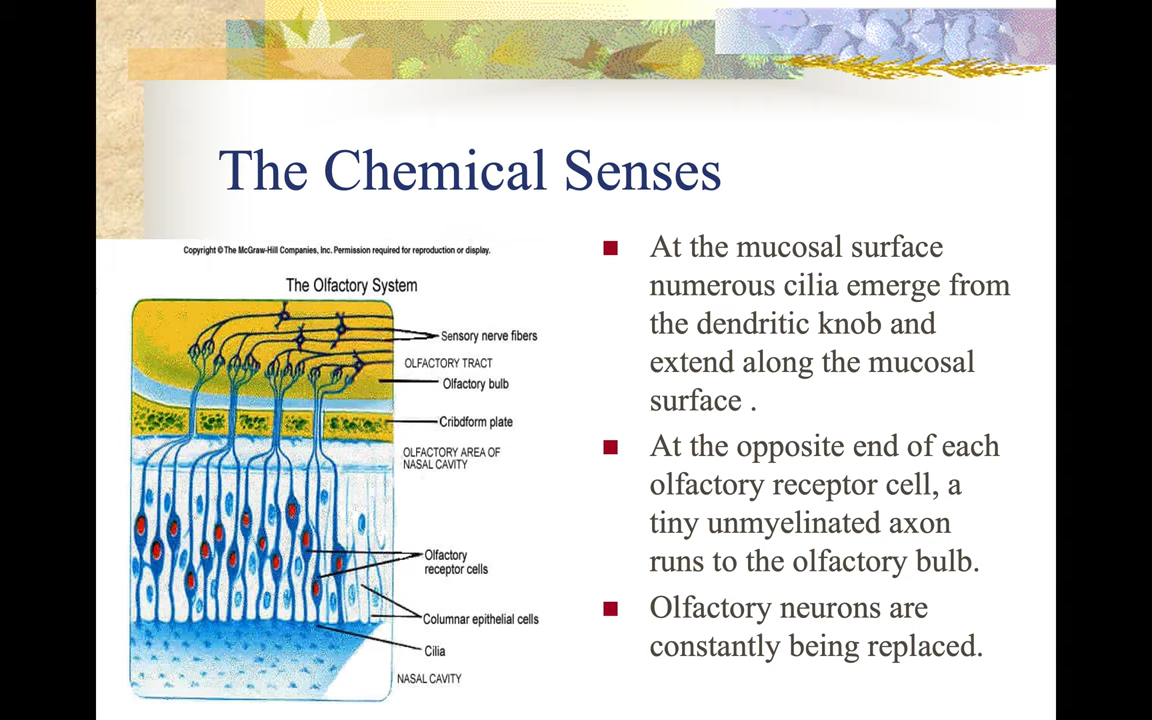 The Chemical Senses
Copyright © The McGraw-Hill Companies, Inc. Permission required for reproduction or display.
The Olfactory System
Sensory nerve fibers
OLFACTORY TRACT
Olfactory bulb
Cribdform plate
OLFACTORY AREA OF
NASAL CAVITY
Olfactory
receptor cells
Columnar epithelial cells
Cilia
NASAL CAVITY
At the mucosal surface
numerous cilia emerge from
the dendritic knob and
extend along the mucosal
surface .
At the opposite end of each
olfactory receptor cell, a
tiny unmyelinated axon
runs to the olfactory bulb.
Olfactory neurons are
constantly being replaced.